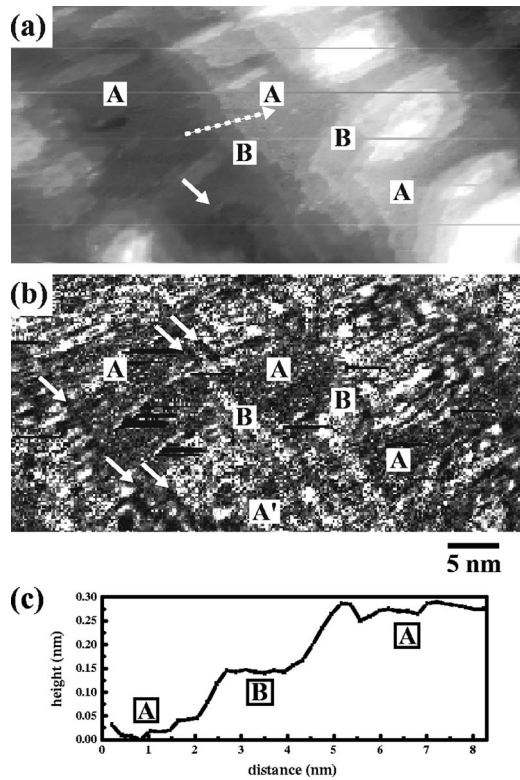 (a)
A
A
B
B
A
(b)
A
A
B
B
A
A'
5 nm
(c)
0.30
0.25
0.20
0.15
0.10
0.05
0.00
height (nm)
A
B
A
0 1 2 3 4 5 6 7 8
distance (nm)